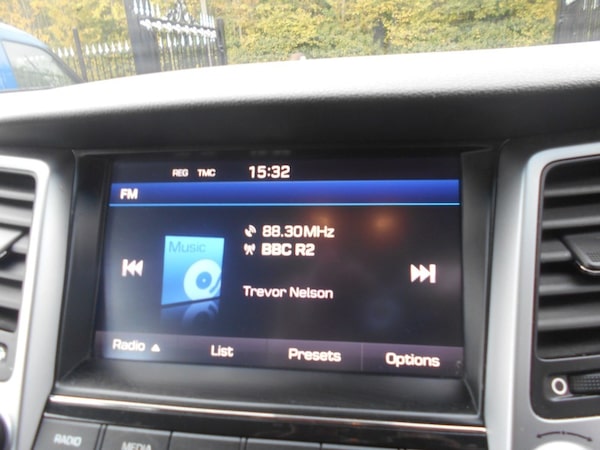 REG TMC 15:32
FM
88.30MHz
BBC R2
Music
Trevor Nelson
Radio List Presets Options
RADIO MEDIA